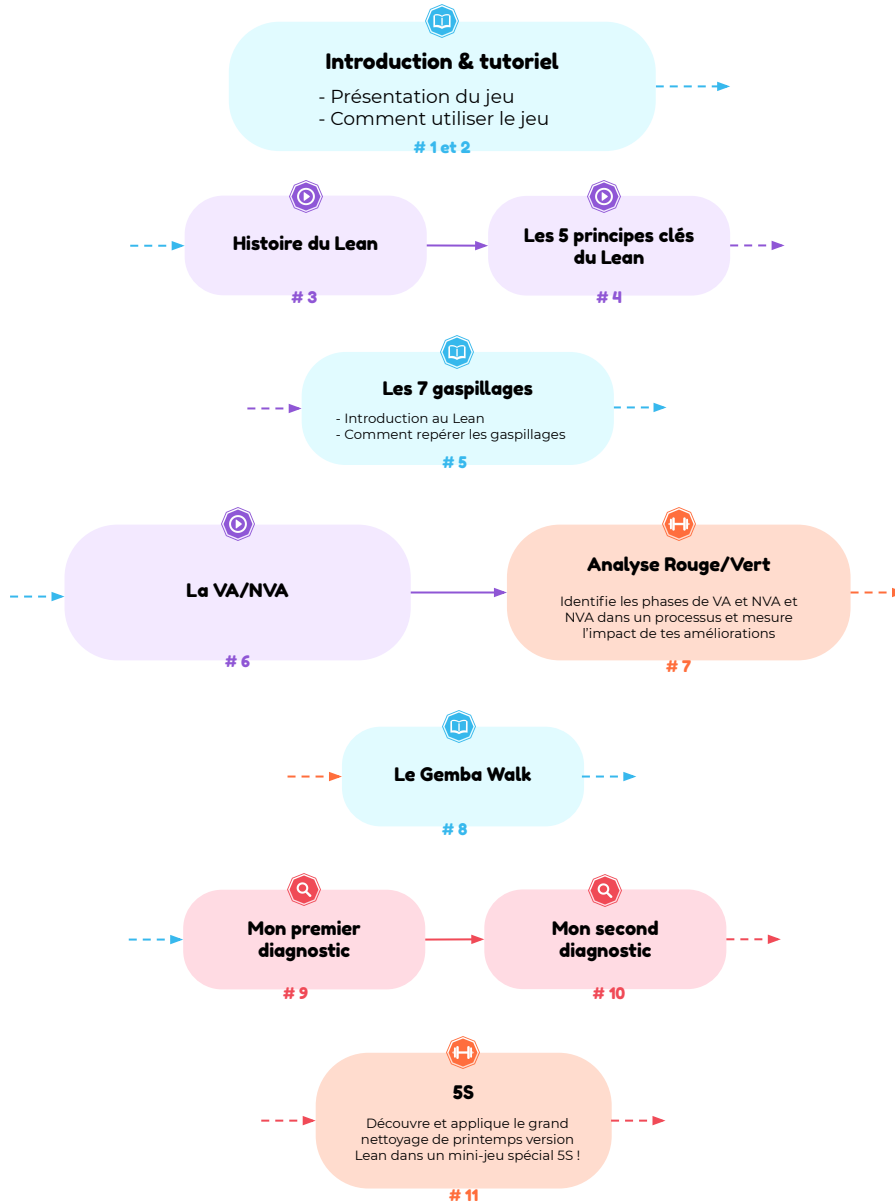 Introduction & tutoriel
- Présentation du jeu
- Comment utiliser le jeu
# 1 et 2
Histoire du Lean
# 3
Les 5 principes clés
du Lean
# 4
Les 7 gaspillages
- Introduction au Lean
- Comment repérer les gaspillages
# 5
La VA/NVA
# 6
Analyse Rouge/Vert
Identifie les phases de VA et NVA et
NVA dans un processus et mesure
l'impact de tes améliorations
# 7
Le Gemba Walk
# 8
Mon premier
diagnostic
# 9
Mon second
diagnostic
# 10
5S
Découvre et applique le grand
nettoyage de printemps version
Lean dans un mini-jeu spécial 5S !
# 11